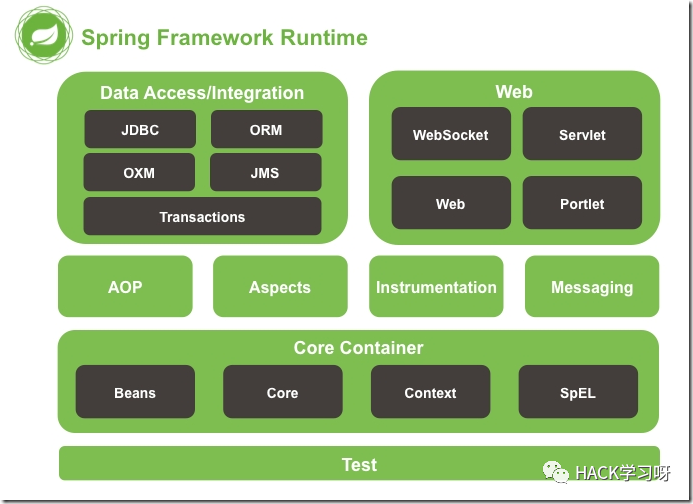 Spring Framework Runtime
Data Access/Integration
JDBC
ORM
OXM
JMS
Transactions
Web
WebSocket
Servlet
Web
Portlet
AOP
Aspects
Instrumentation
Messaging
Core Container
Beans
Core
Context
SpEL
Test
HACK学习呀